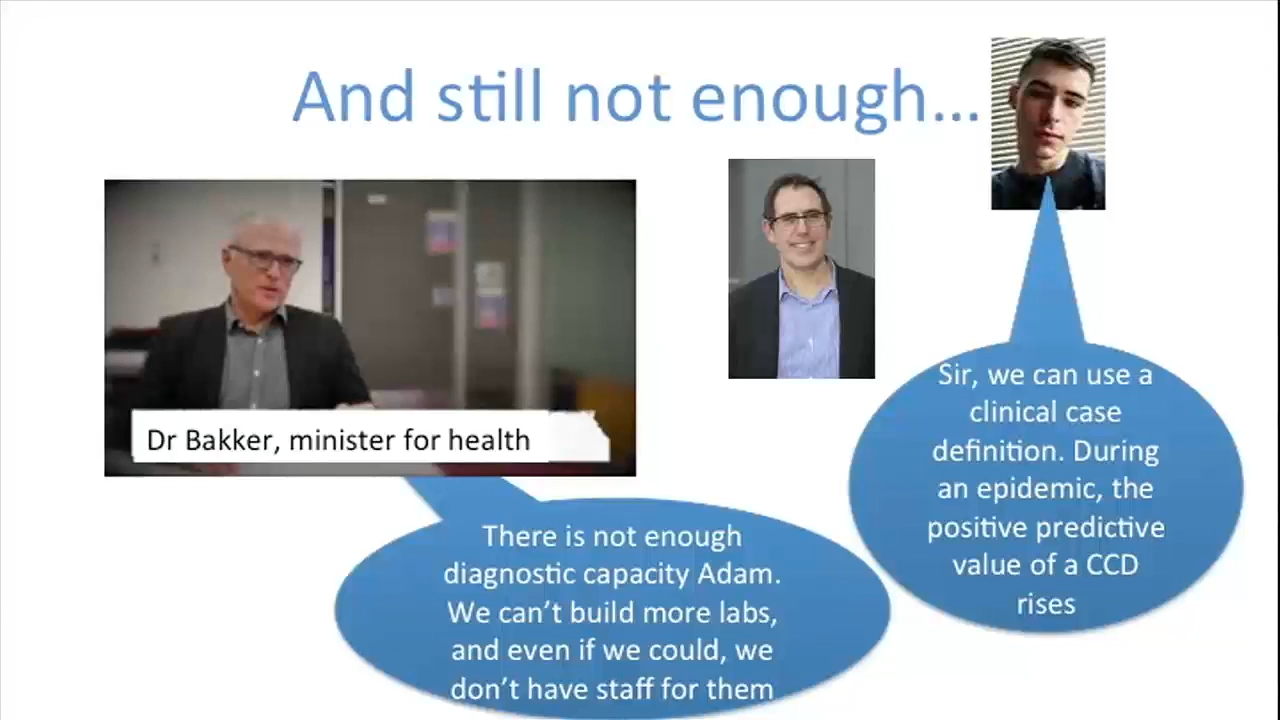 And still not enough...
Dr Bakker, minister for health
There is not enough
diagnostic capacity Adam.
We can't build more labs,
and even if we could, we
don't have staff for them
Sir, we can use a
clinical case
definition. During
an epidemic, the
positive predictive
value of a CCD
rises